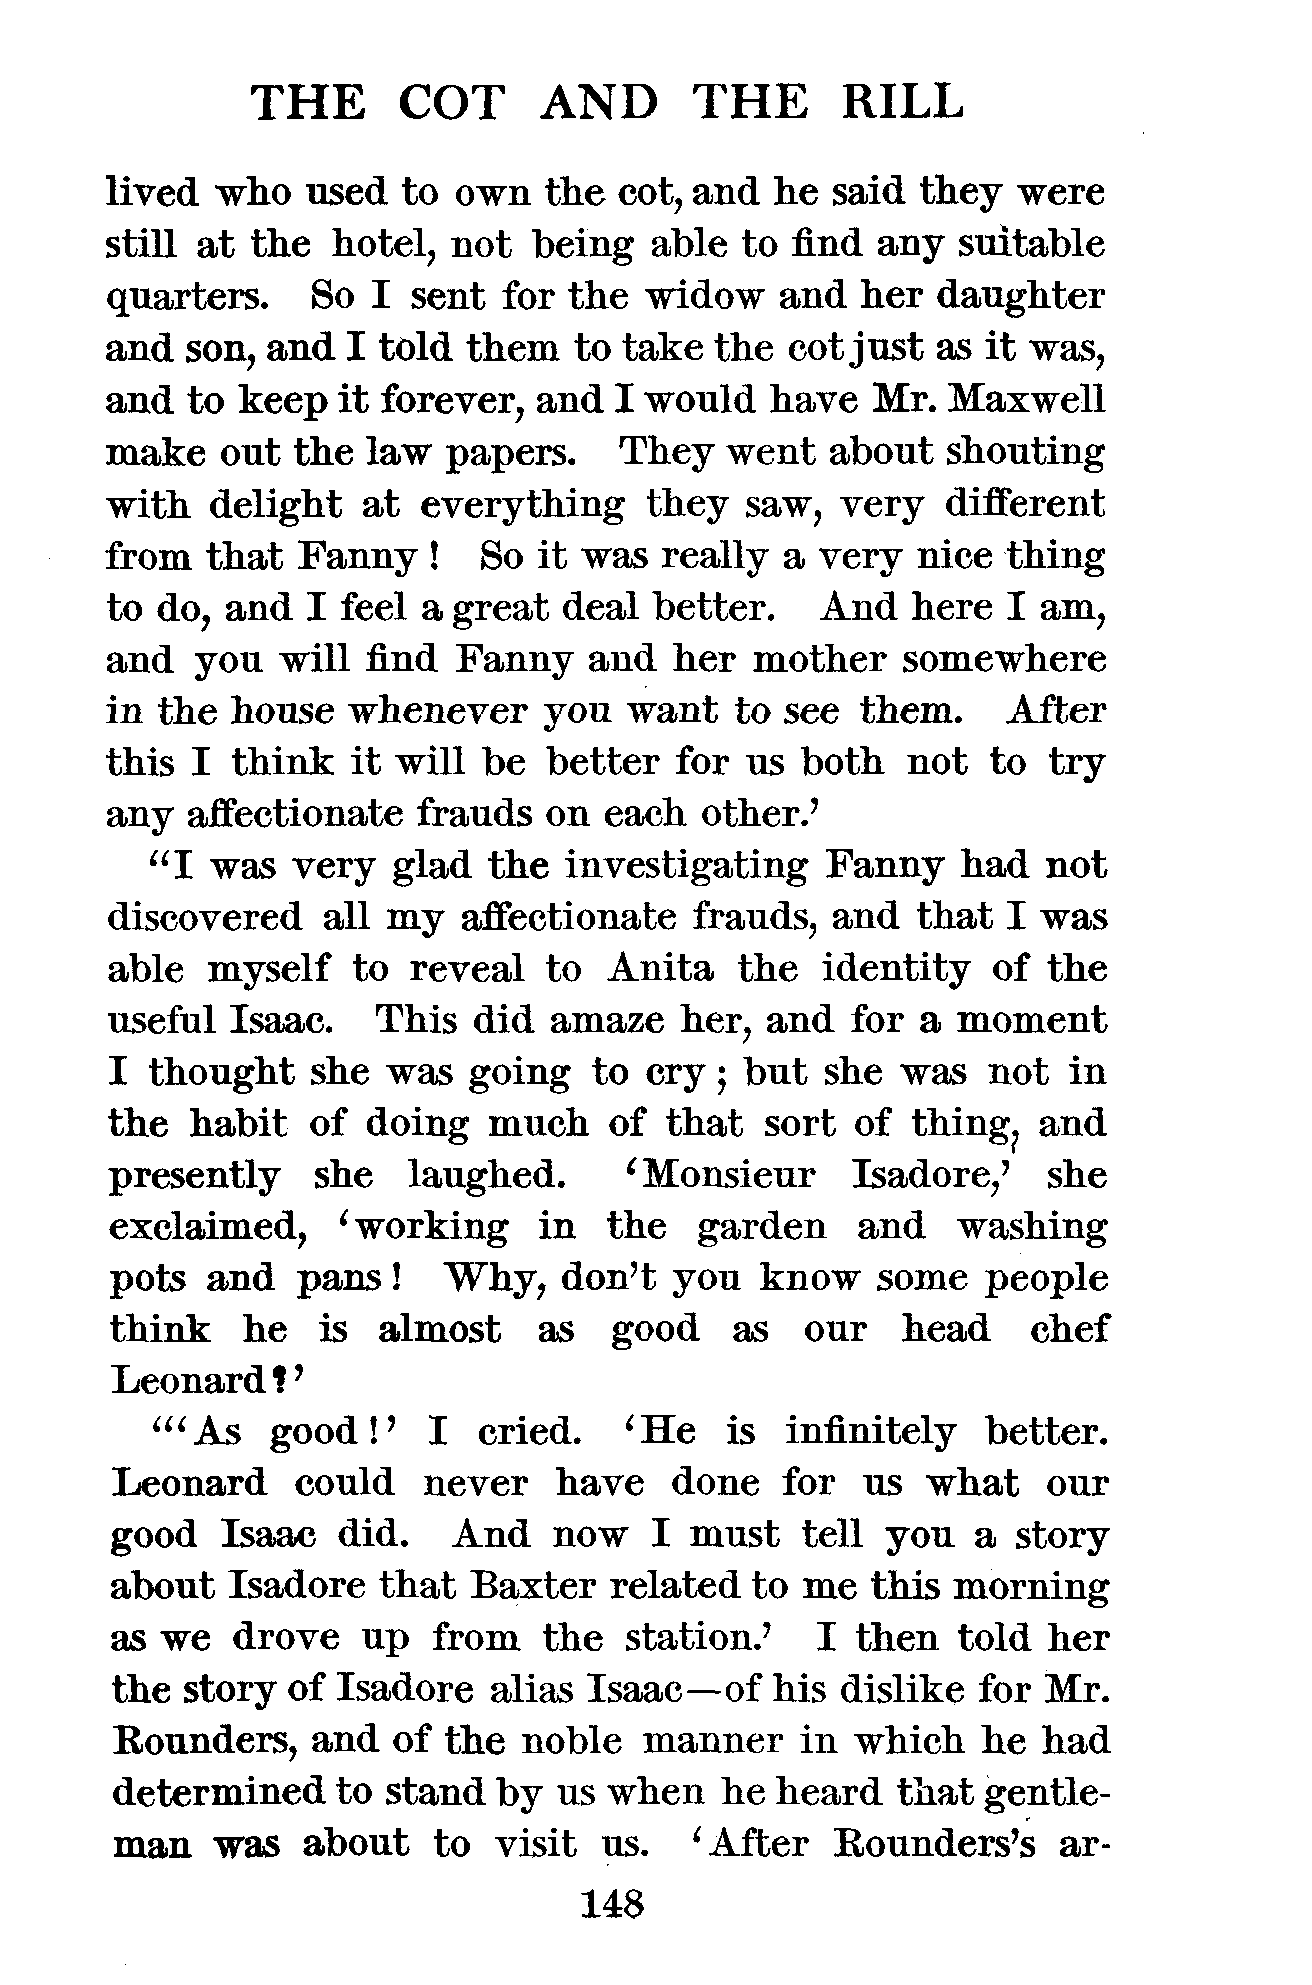 THE COT AND THE RILL
lived who used to own the cot, and he said they were
still at the hotel, not being able to find any suitable
quarters. So I sent for the widow and her daughter
and son, and I told them to take the cot just as it was,
and to keep it forever, and I would have Mr. Maxwell
make out the law papers. They went about shouting
with delight at everything they saw, very different
from that Fanny! So it was really a very nice thing
to do, and I feel a great deal better. And here I am,
and you will find Fanny and her mother somewhere
in the house whenever you want to see them. After
this I think it will be better for us both not to try
any affectionate frauds on each other.’
“I was very glad the investigating Fanny had not
discovered all my affectionate frauds, and that I was
able myself to reveal to Anita the identity of the
useful Isaac. This did amaze her, and for a moment
I thought she was going to cry; but she was not in
the habit of doing much of that sort of thing, and
presently she laughed. ‘Monsieur Isadore,’ she
exclaimed, ‘working in the garden and washing
pots and pans! Why, don’t you know some people
think he is almost as good as our head chef
Leonard?’
“‘As good!’ I cried. ‘He is infinitely better.
Leonard could never have done for us what our
good Isaac did. And now I must tell you a story
about Isadore that Baxter related to me this morning
as we drove up from the station.’ I then told her
the story of Isadore alias Isaac—of his dislike for Mr.
Rounders, and of the noble manner in which he had
determined to stand by us when he heard that gentle-
man was about to visit us. ‘After Rounders’s ar-
148